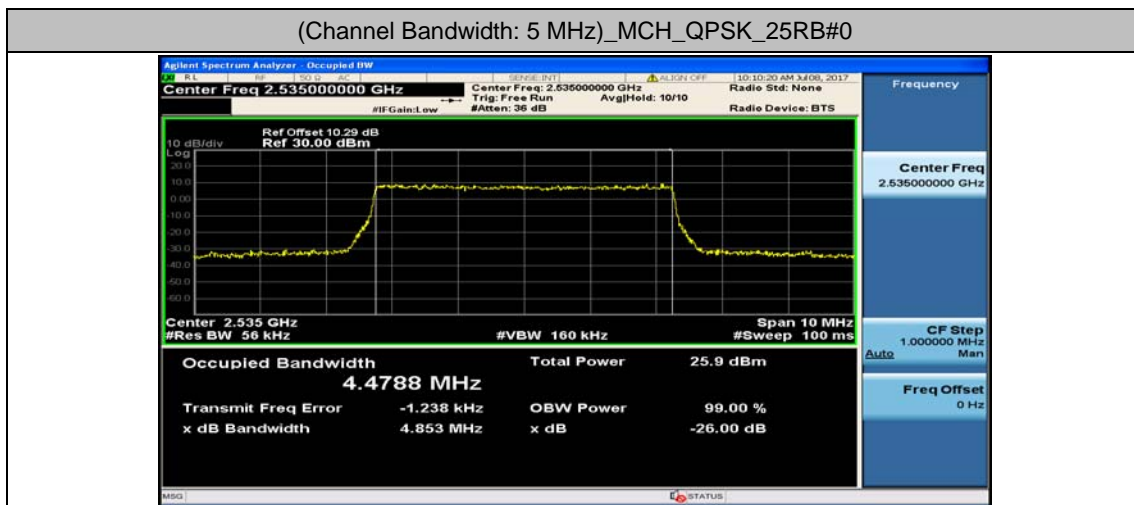 (Channel Bandwidth: 5 MHz)_MCH_QPSK_25RB#0
Agilent Spectrum Analyzer - Occupied BW
RL RF 50 Ω AC SENSE:INT ALIGN OFF 10:10:20 AM Jul 08, 2017
Center Freq 2.535000000 GHz
Center Freq: 2.535000000 GHz
Radio Std: None
Trig: Free Run Avg|Hold: 10/10
#IFGain:Low
#Atten: 36 dB
Radio Device: BTS
Frequency
Ref Offset 10.29 dB
10 dB/div Ref 30.00 dBm
Log
20.0
10.0
0.00
-10.0
-20.0
-30.0
-40.0
-50.0
-60.0
Center Freq
2.535000000 GHz
Center 2.535 GHz Span 10 MHz
#Res BW 56 kHz #VBW 160 kHz #Sweep 100 ms
CF Step
1.000000 MHz
Auto Man
Occupied Bandwidth Total Power 25.9 dBm
4.4788 MHz
Freq Offset
0 Hz
Transmit Freq Error -1.238 kHz OBW Power 99.00 %
x dB Bandwidth 4.853 MHz x dB -26.00 dB
MSG STATUS